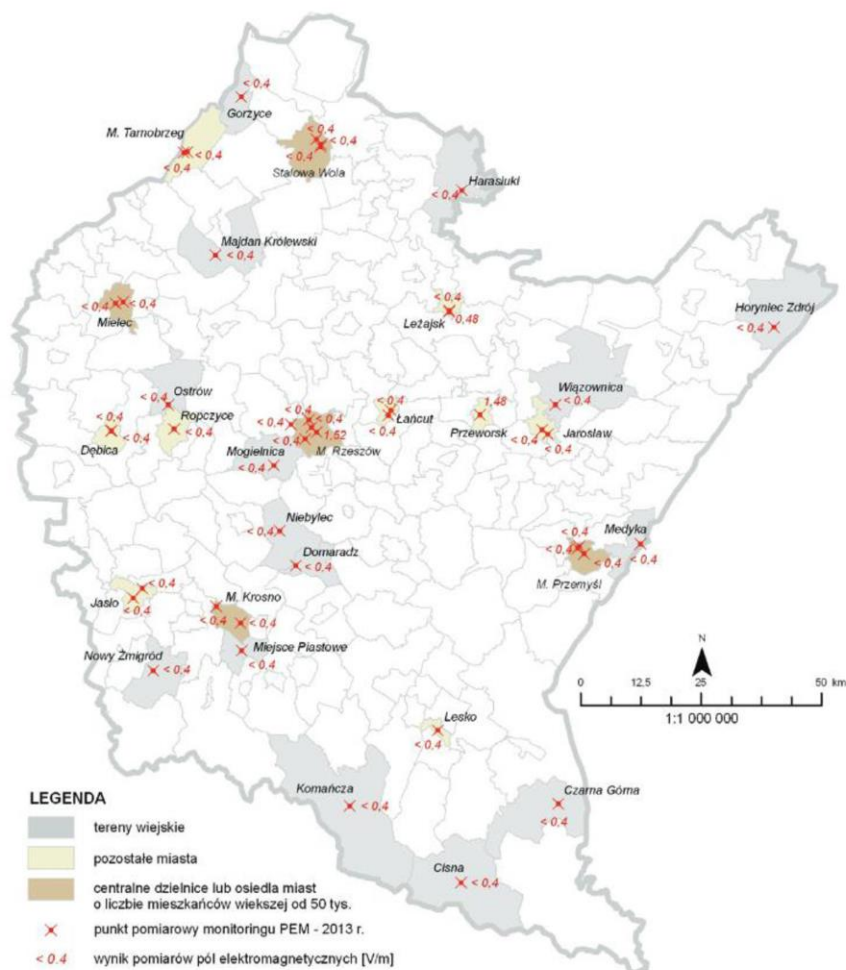 < 0,4
Gorzyce
M. Tarnobrzeg
< 0,4
< 0,4
< 0,4
< 0,4
< 0,4
Stalowa Wola
Harasiuki
< 0,4
Majdan Królewski
< 0,4
< 0,4
< 0,4
Mielec
< 0,4
Leżajsk
0,48
Horyniec Zdrój
< 0,4
Ostrów
< 0,4
Ropczyce
< 0,4
< 0,4
< 0,4
Dębica
< 0,4
< 0,4
< 0,4
< 0,4
1,52
M. Rzeszów
Mogielnica
< 0,4
< 0,4
Łańcut
< 0,4
1,48
Przeworsk
Wiązownica
< 0,4
< 0,4
Jarosław
< 0,4
Niebylec
< 0,4
Domaradz
< 0,4
Medyka
< 0,4
< 0,4
< 0,4
< 0,4
M. Przemyśl
< 0,4
Jasło
< 0,4
M. Krosno
< 0,4
< 0,4
Miejsce Piastowe
< 0,4
Nowy Żmigród
< 0,4
N
0 12,5 25 50 km
1:1 000 000
Lesko
< 0,4
Komańcza
< 0,4
Czarna Górna
< 0,4
Cisna
< 0,4
LEGENDA
tereny wiejskie
pozostałe miasta
centralne dzielnice lub osiedla miast
o liczbie mieszkańców wiekszej od 50 tys.
punkt pomiarowy monitoringu PEM - 2013 r.
< 0.4 wynik pomiarów pól elektromagnetycznych [V/m]